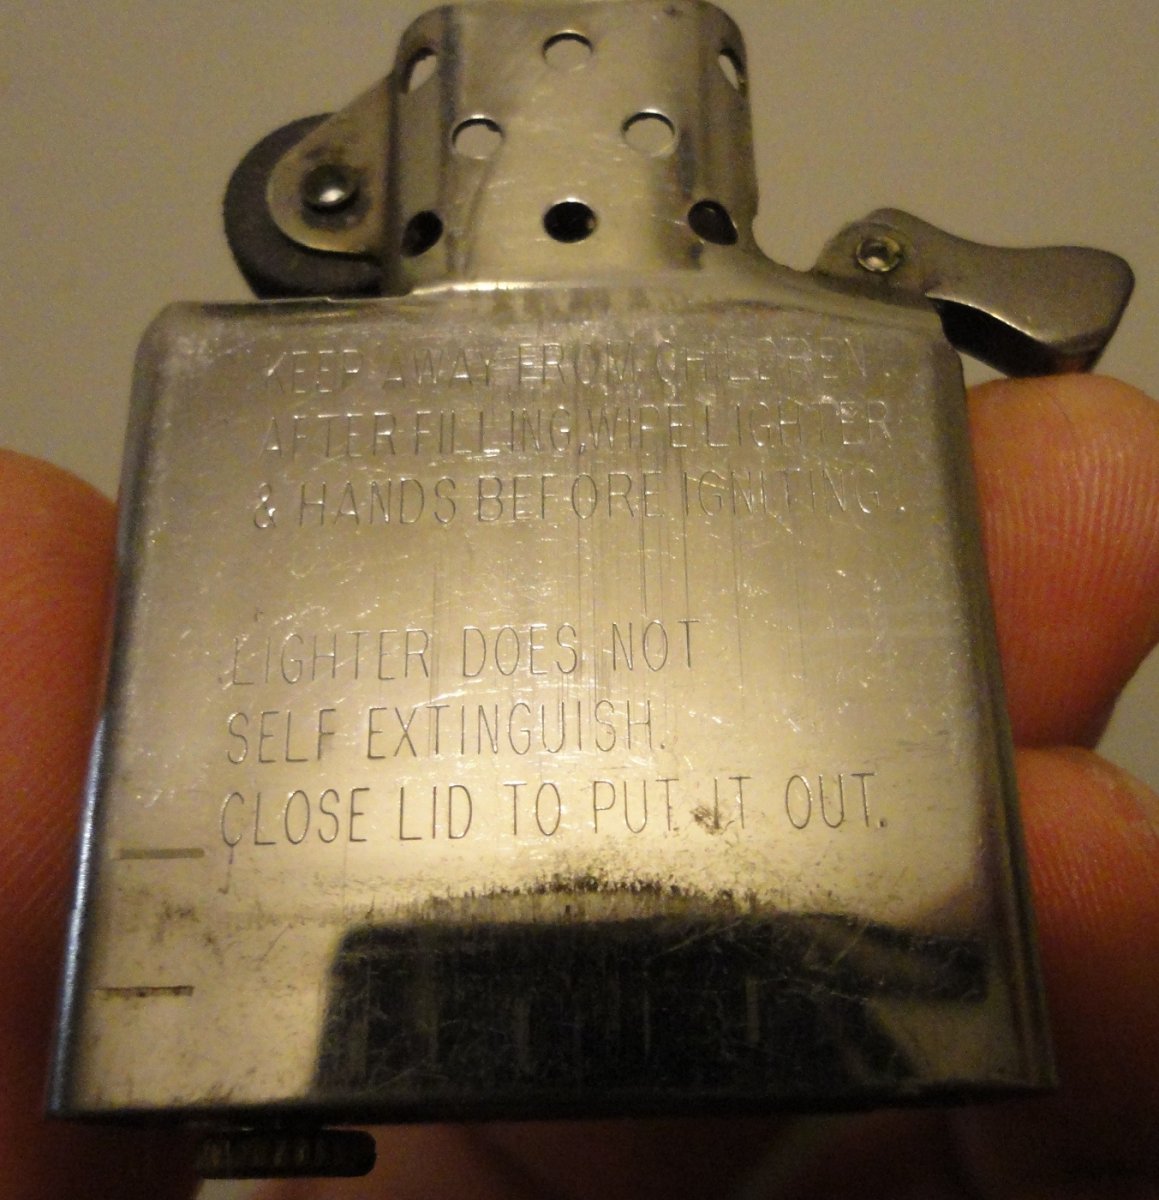 KEEP AWAY FROM CHILDREN.
AFTER FILLING, WIPE LIGHTER
& HANDS BEFORE IGNITING.
LIGHTER DOES NOT
SELF EXTINGUISH.
CLOSE LID TO PUT IT OUT.